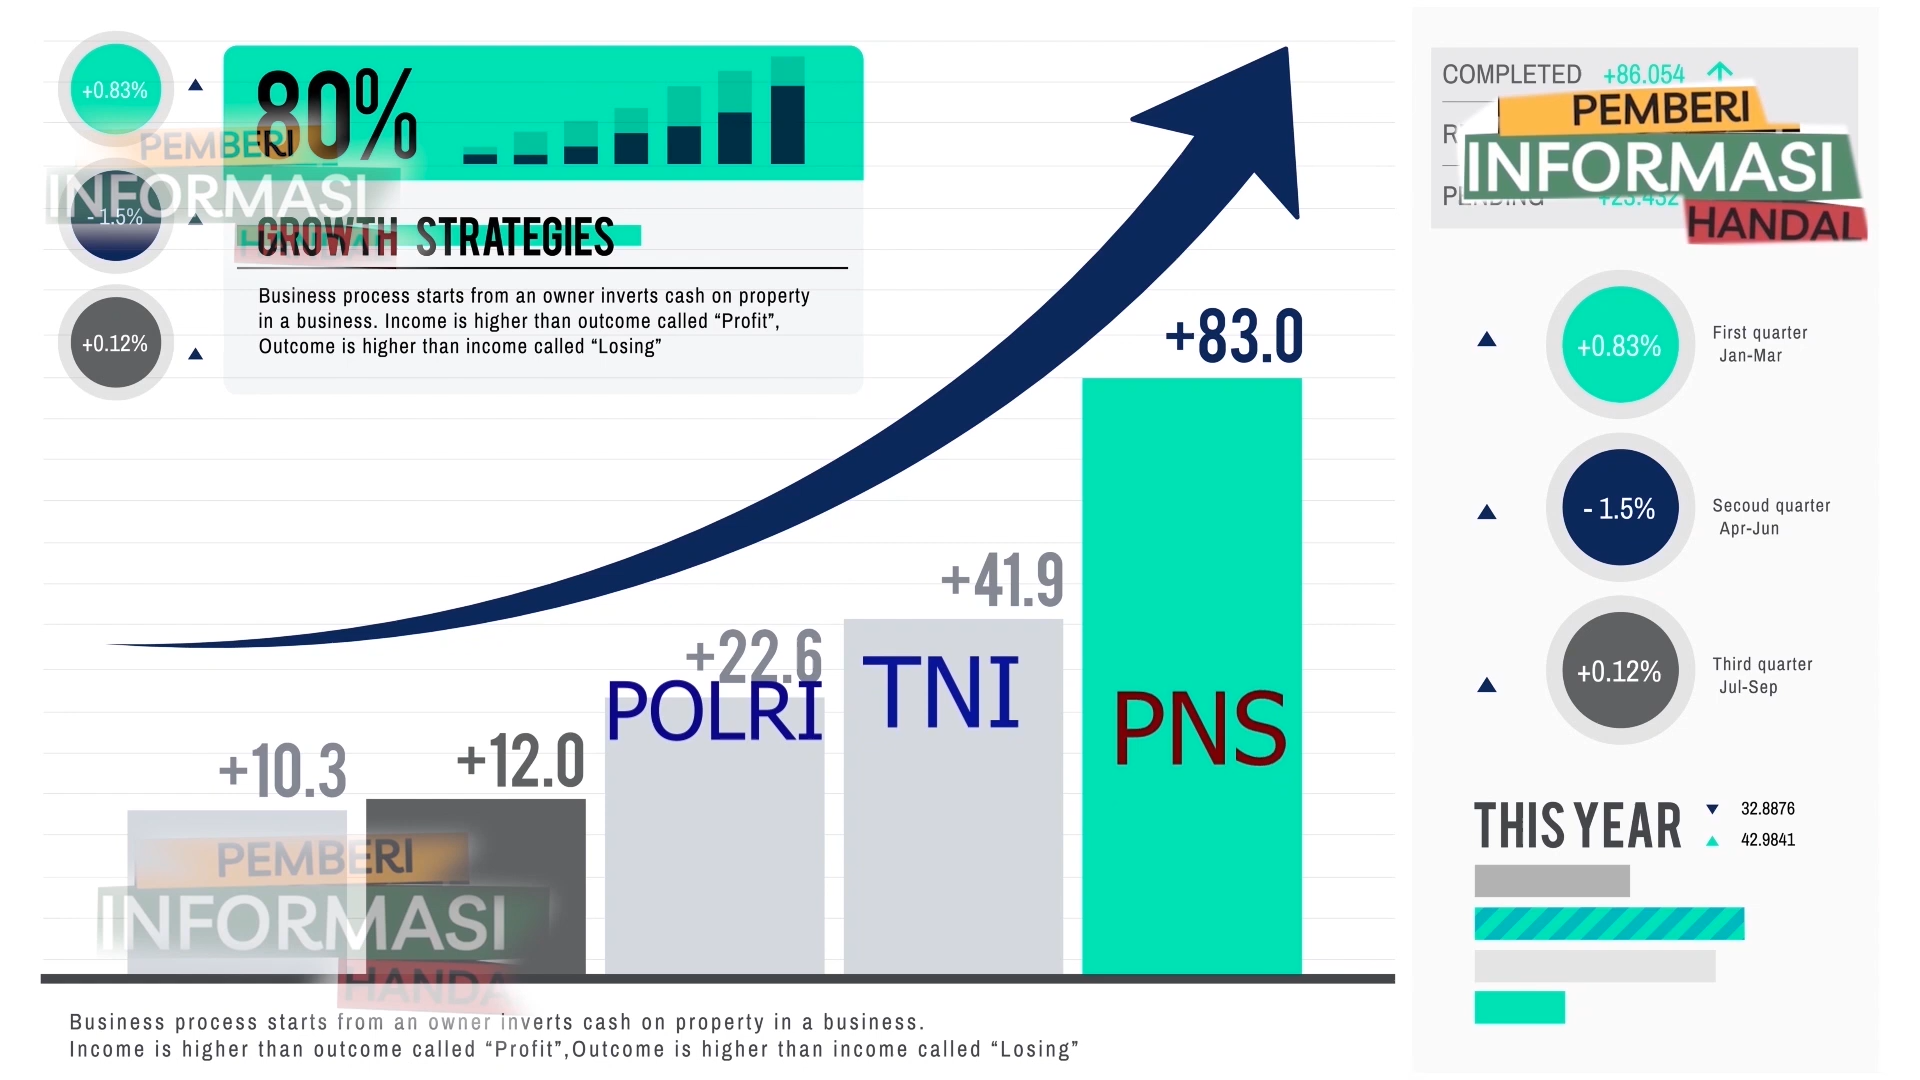 +0.83%
80%
PEMBERI
INFORMASI
- 1.5%
GROWTH STRATEGIES
+0.12%
Business process starts from an owner inverts cash on property
in a business. Income is higher than outcome called “Profit”,
Outcome is higher than income called “Losing”
+83.0
+41.9
+22.6
POLRI
TNI
PNS
+10.3
+12.0
PEMBERI
INFORMASI
HANDA
Business process starts from an owner inverts cash on property in a business.
Income is higher than outcome called “Profit”,Outcome is higher than income called “Losing”
COMPLETED +86.054
PEMBERI
INFORMASI
HANDAL
+0.83%
First quarter
Jan-Mar
- 1.5%
Secoud quarter
Apr-Jun
+0.12%
Third quarter
Jul-Sep
THIS YEAR
32.8876
42.9841